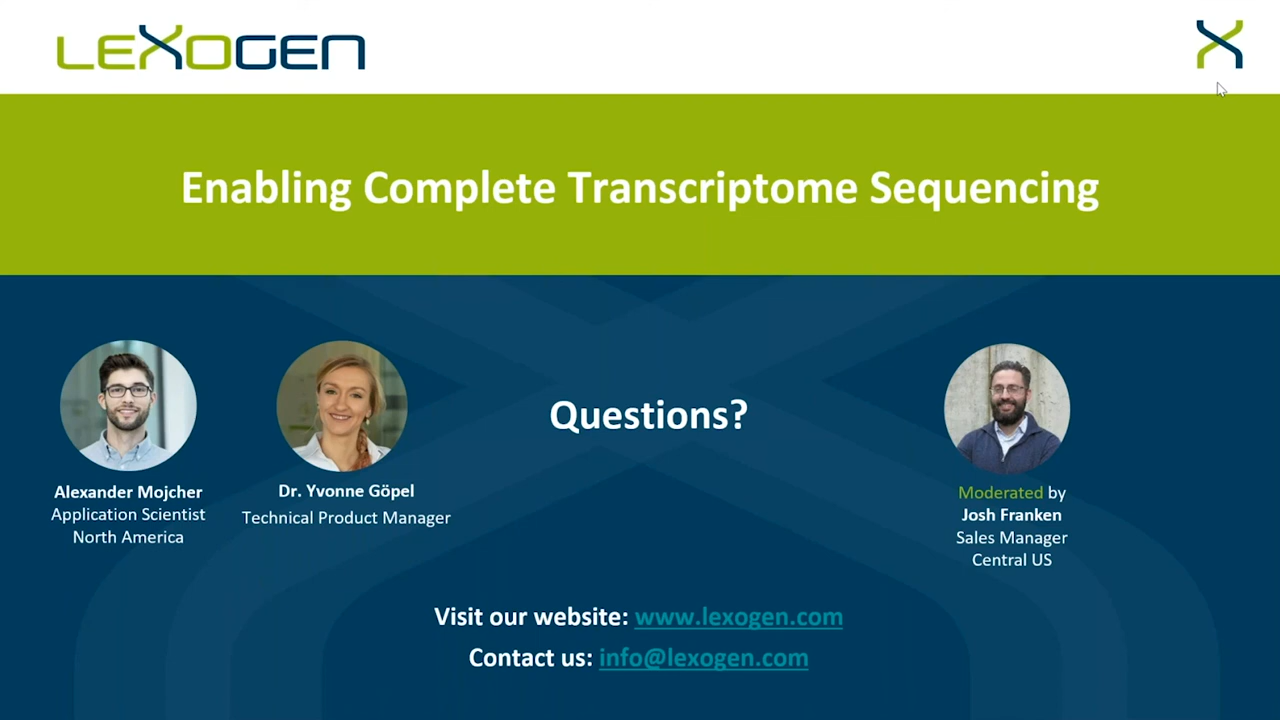 LEXOGEN
Enabling Complete Transcriptome Sequencing
Questions?
Alexander Mojcher
Application Scientist
North America
Dr. Yvonne Göpel
Technical Product Manager
Moderated by
Josh Franken
Sales Manager
Central US
Visit our website: www.lexogen.com
Contact us: info@lexogen.com